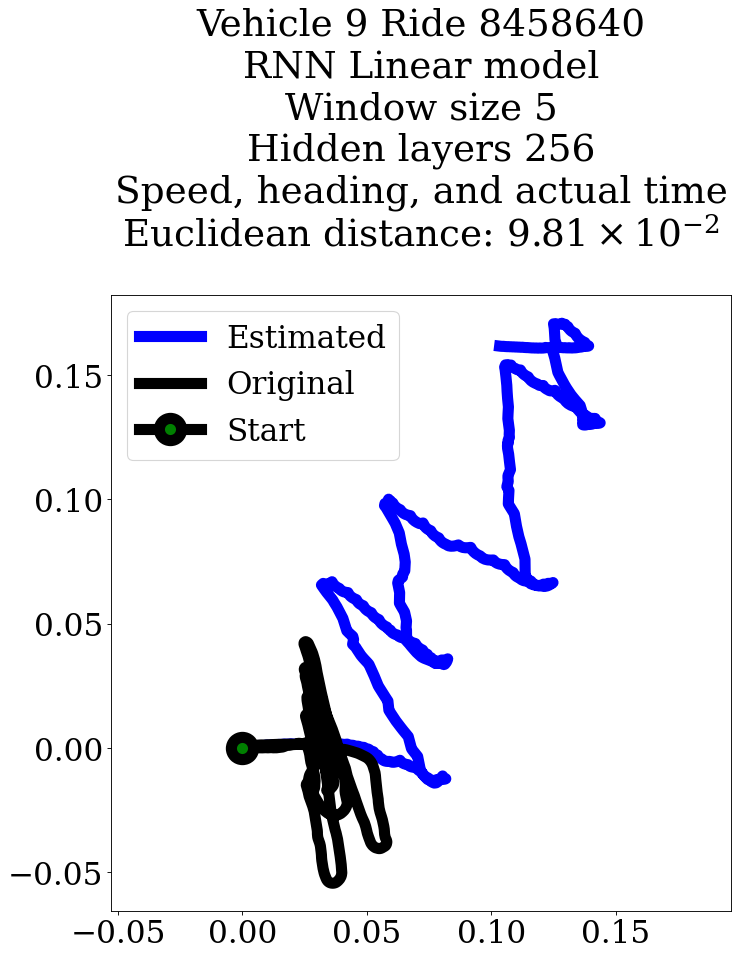 Vehicle 9 Ride 8458640
RNN Linear model
Window size 5
Hidden layers 256
Speed, heading, and actual time
Euclidean distance: 9.81 × 10⁻²
Estimated
Original
Start
0.15
0.10
0.05
0.00
−0.05
−0.05 0.00 0.05 0.10 0.15